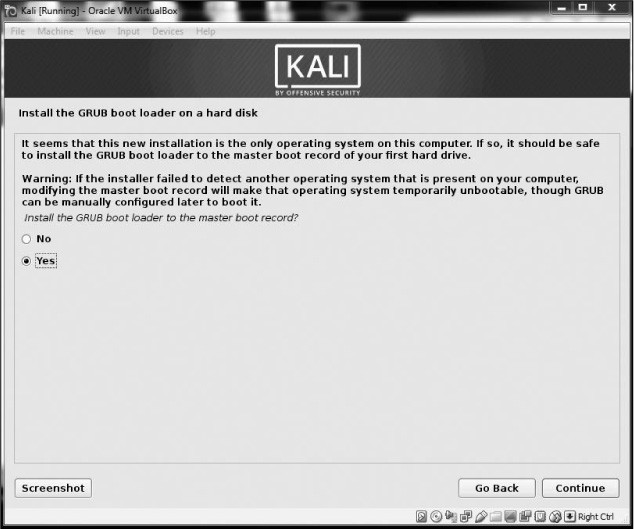 Kali [Running] - Oracle VM VirtualBox
File Machine View Input Devices Help
KALI
BY OFFENSIVE SECURITY
Install the GRUB boot loader on a hard disk
It seems that this new installation is the only operating system on this computer. If so, it should be safe
to install the GRUB boot loader to the master boot record of your first hard drive.
Warning: If the installer failed to detect another operating system that is present on your computer,
modifying the master boot record will make that operating system temporarily unbootable, though GRUB
can be manually configured later to boot it.
Install the GRUB boot loader to the master boot record?
No
Yes
Screenshot
Go Back
Continue
Right Ctrl